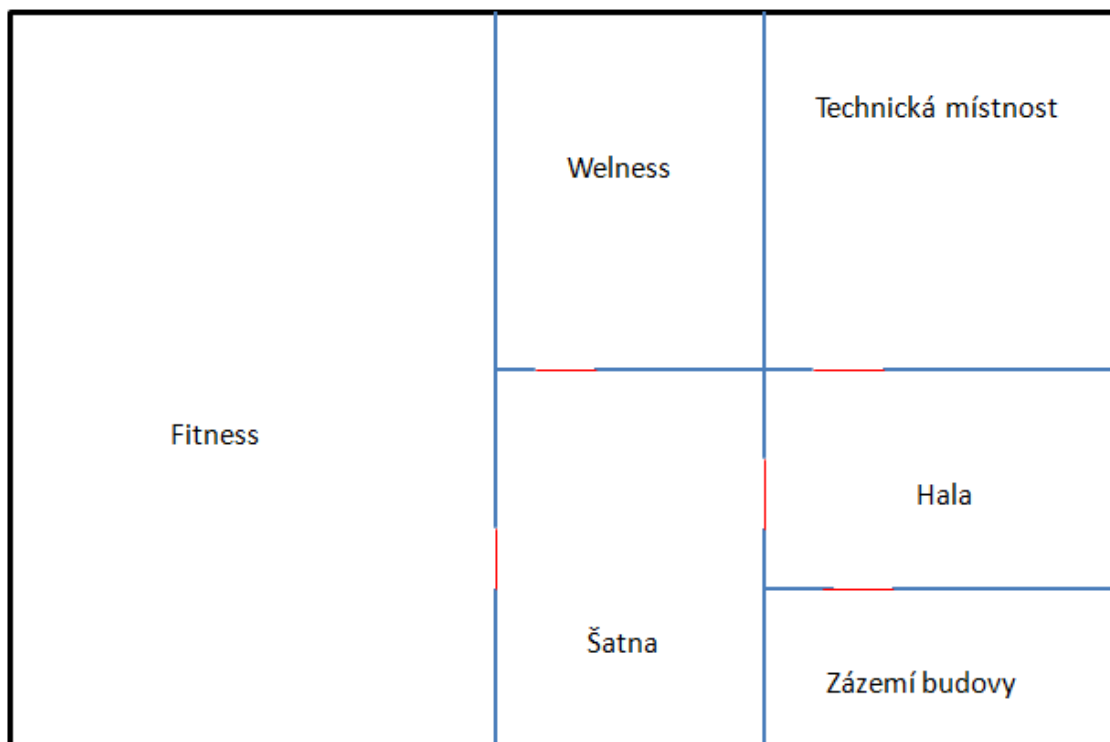 Technická místnost
Welness
Fitness
Hala
Šatna
Zázemí budovy